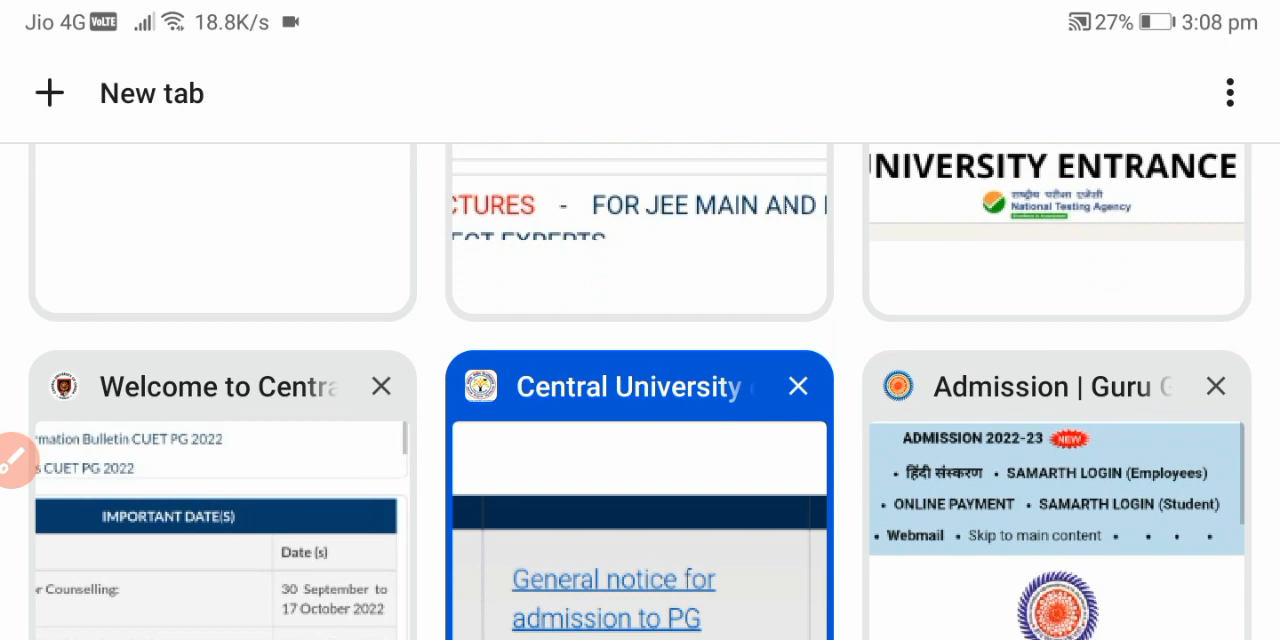 Jio 4G VoLTE 18.8K/s 27% 3:08 pm
New tab
CTURES - FOR JEE MAIN AND
ECT EXPERTS
UNIVERSITY ENTRANCE
राष्ट्रीय परीक्षा एजेंसी
National Testing Agency
Welcome to Centra
rmation Bulletin CUET PG 2022
s CUET PG 2022
IMPORTANT DATE(S)
Date (s)
r Counselling:
30 September to
17 October 2022
Central University
General notice for
admission to PG
Admission | Guru G
ADMISSION 2022-23 NEW
• हिंदी संस्करण • SAMARTH LOGIN (Employees)
• ONLINE PAYMENT • SAMARTH LOGIN (Student)
• Webmail • Skip to main content • • • •